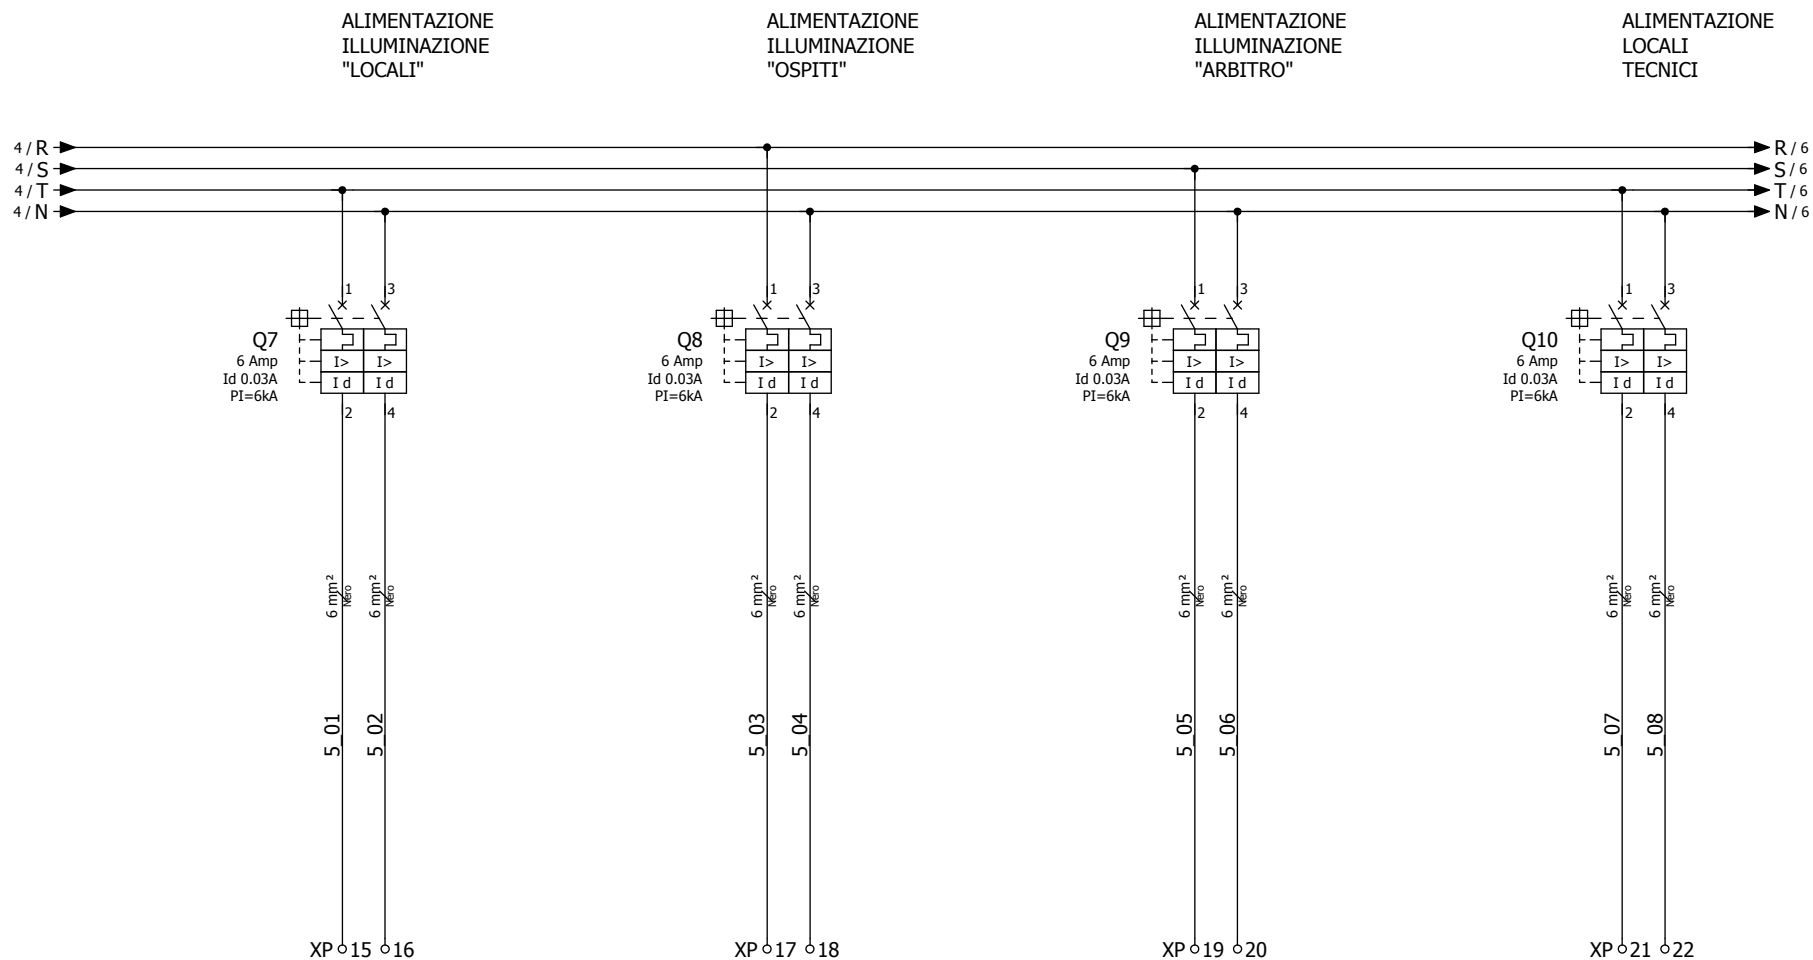 ALIMENTAZIONE
ILLUMINAZIONE
"LOCALI"
ALIMENTAZIONE
ILLUMINAZIONE
"OSPITI"
ALIMENTAZIONE
ILLUMINAZIONE
"ARBITRO"
ALIMENTAZIONE
LOCALI
TECNICI
4 / R
R / 6
4 / S
S / 6
4 / T
T / 6
4 / N
N / 6
1 3
Q7
6 Amp
Id 0.03A
PI=6kA
I> I>
I d I d
2 4
1 3
Q8
6 Amp
Id 0.03A
PI=6kA
I> I>
I d I d
2 4
1 3
Q9
6 Amp
Id 0.03A
PI=6kA
I> I>
I d I d
2 4
1 3
Q10
6 Amp
Id 0.03A
PI=6kA
I> I>
I d I d
2 4
6 mm²
Nero
6 mm²
Nero
6 mm²
Nero
6 mm²
Nero
6 mm²
Nero
6 mm²
Nero
6 mm²
Nero
6 mm²
Nero
5_01
5_02
5_03
5_04
5_05
5_06
5_07
5_08
XP 15 16
XP 17 18
XP 19 20
XP 21 22